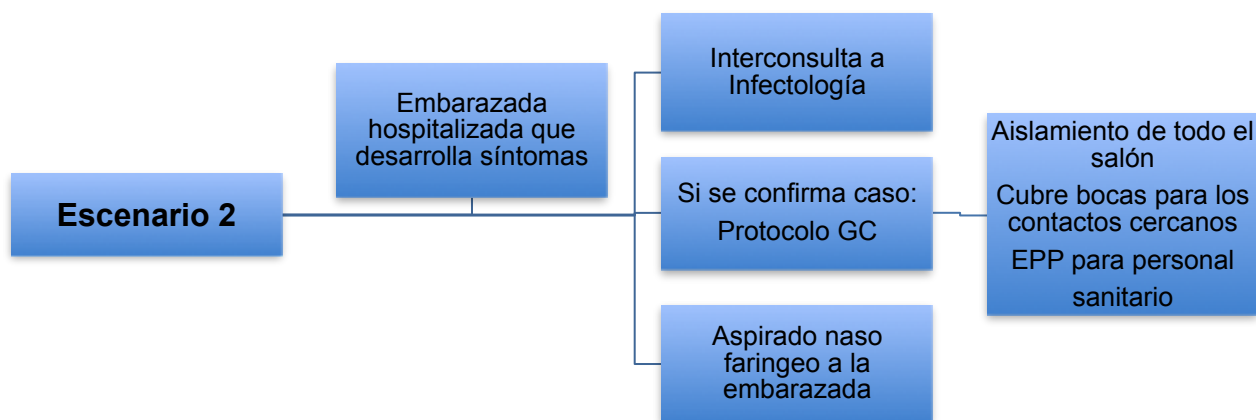 Escenario 2
Embarazada
hospitalizada que
desarrolla síntomas
Interconsulta a
Infectología
Si se confirma caso:
Protocolo GC
Aspirado naso
faringeo a la
embarazada
Aislamiento de todo el
salón
Cubre bocas para los
contactos cercanos
EPP para personal
sanitario